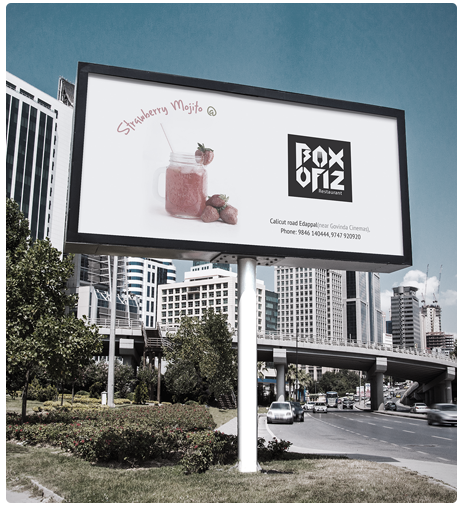 Strawberry Mojito
BOX
OFIZ
Restaurant
Calicut road Edappal(near Govinda Cinemas),
Phone: 9846 140444, 9747 920920